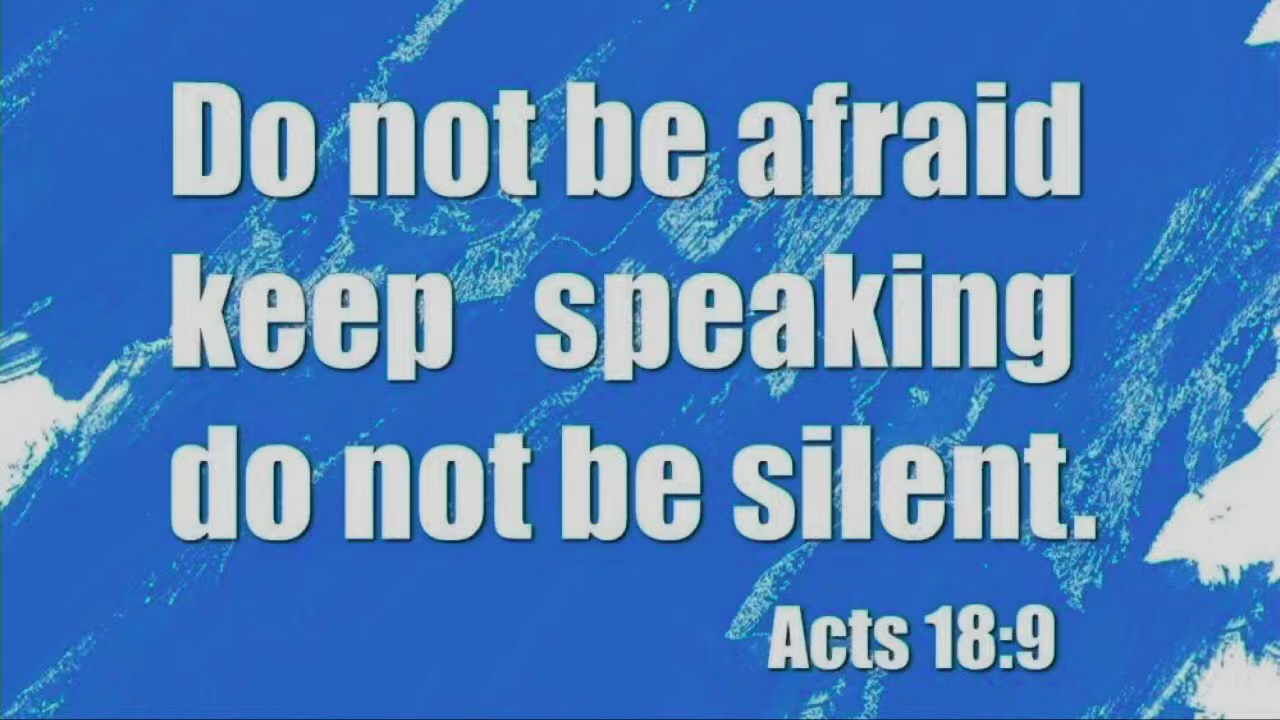 Do not be afraid
keep speaking
do not be silent.
Acts 18:9